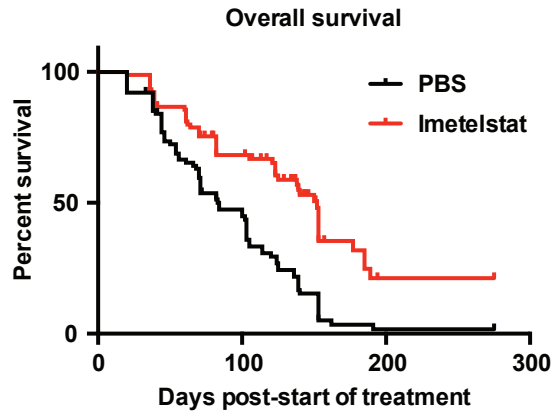 Overall survival
Percent survival
100
50
0
PBS
Imetelstat
0 100 200 300
Days post-start of treatment